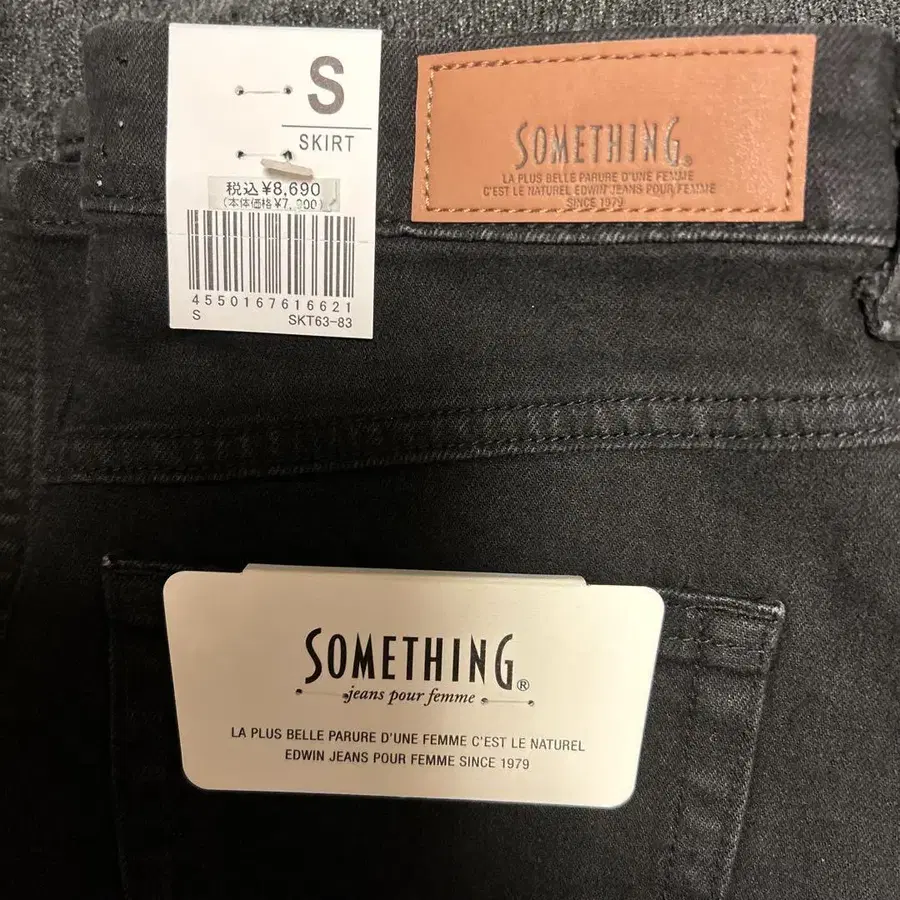 S
SKIRT
税込¥8,690
(本体価格¥7,900)
4550167616621
S SKT63-83
SOMETHING®
LA PLUS BELLE PARURE D'UNE FEMME
C'EST LE NATUREL EDWIN JEANS POUR FEMME
SINCE 1979
SOMETHING®
jeans pour femme
LA PLUS BELLE PARURE D'UNE FEMME C'EST LE NATUREL
EDWIN JEANS POUR FEMME SINCE 1979